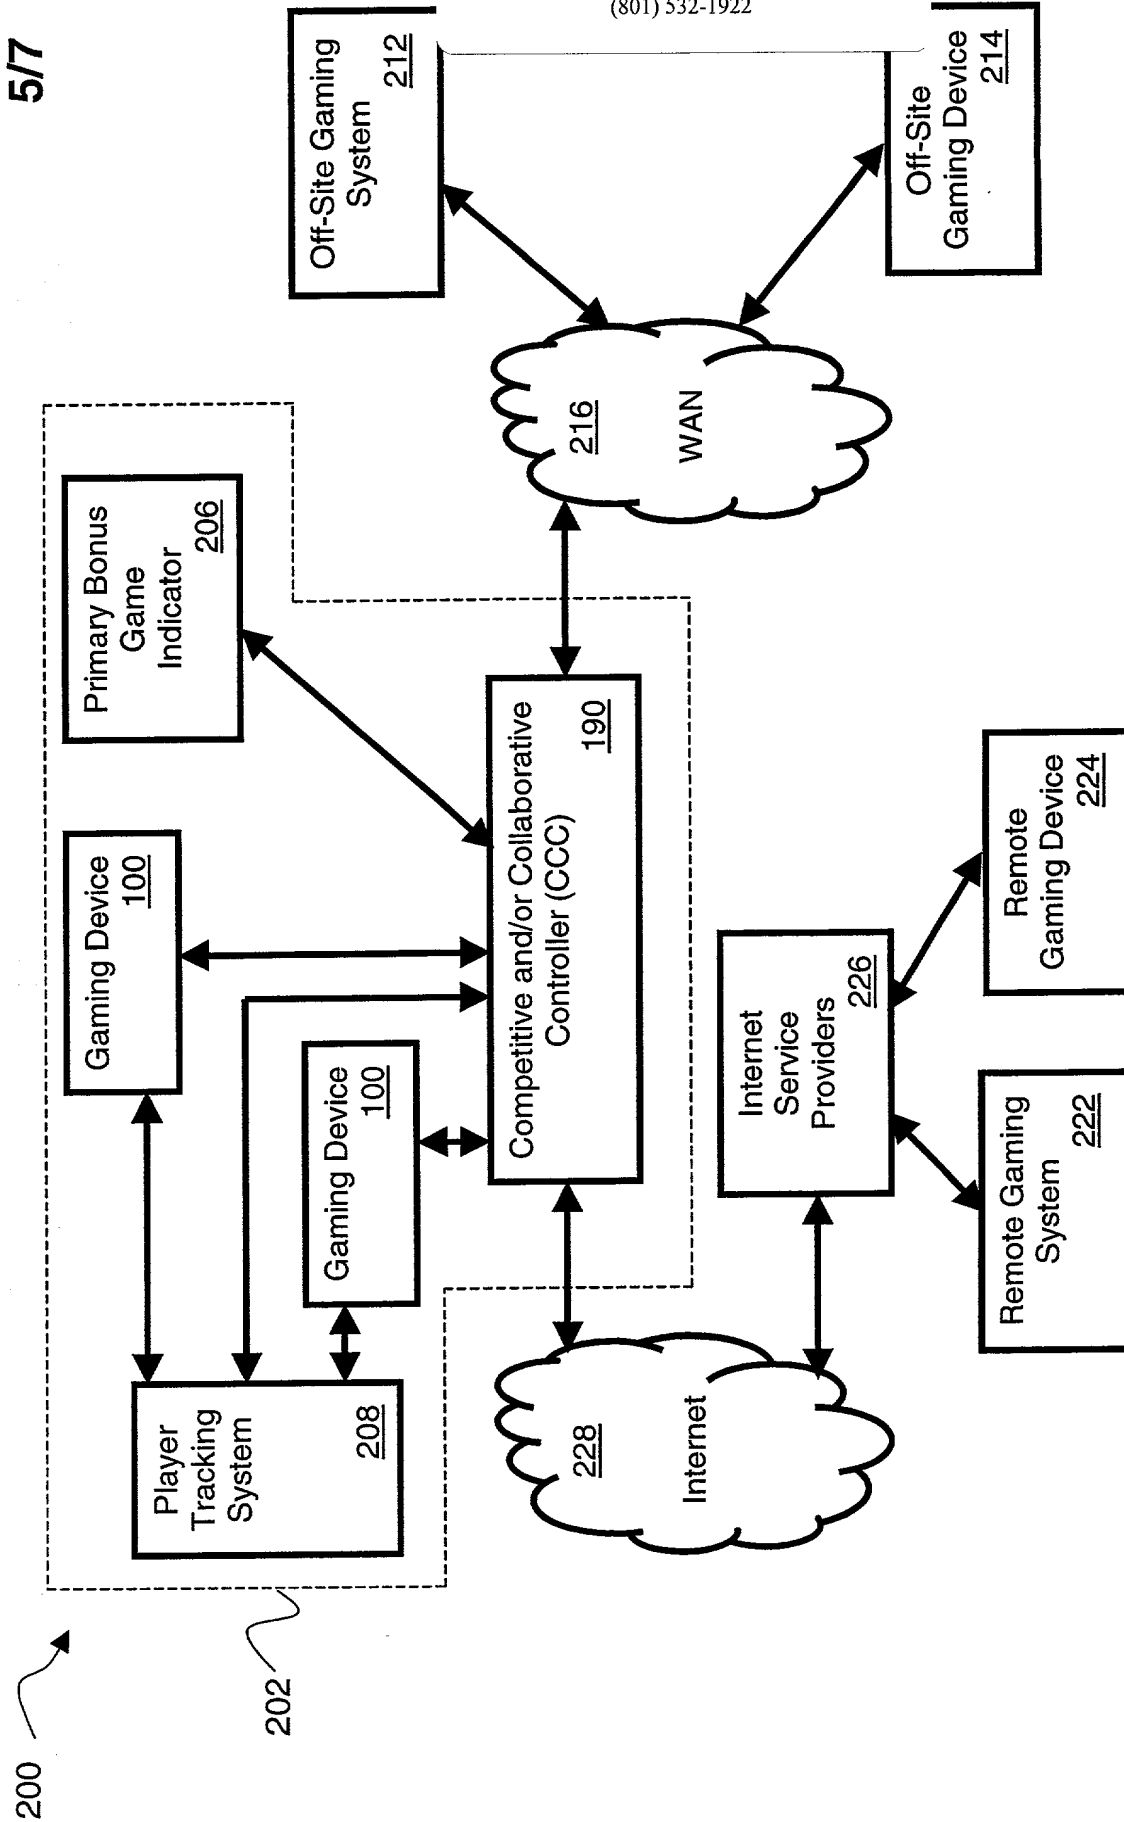 5/7
(801) 532-1922
200
202
Player
Tracking
System
208
Gaming Device
100
Gaming Device
100
Primary Bonus
Game
Indicator
206
Competitive and/or Collaborative
Controller (CCC)
190
228
Internet
216
WAN
Off-Site Gaming
System
212
Off-Site
Gaming Device
214
Internet
Service
Providers
226
Remote Gaming
System
222
Remote
Gaming Device
224